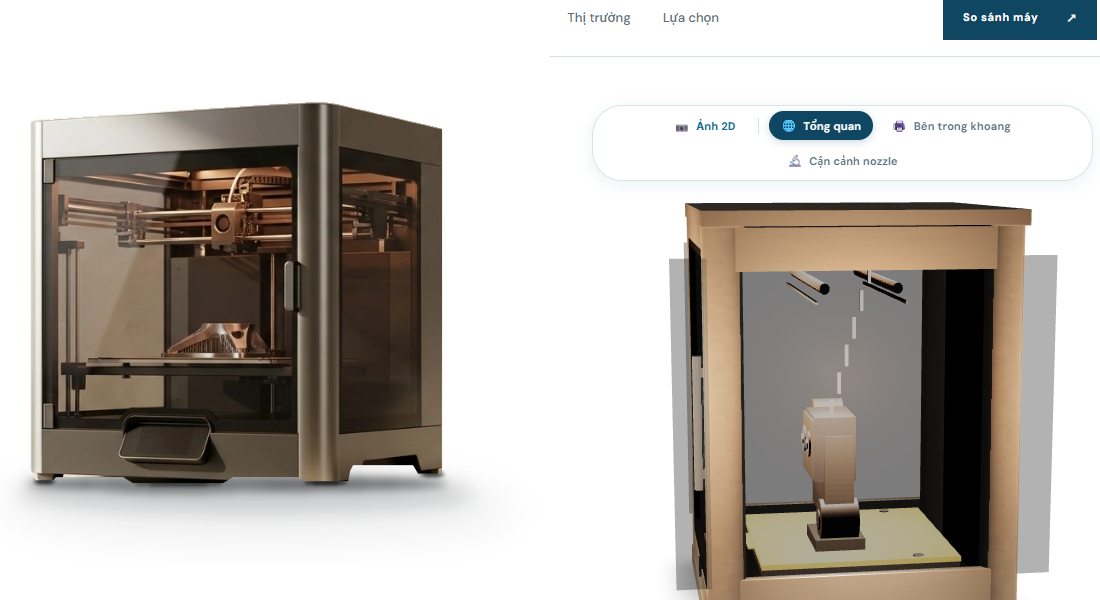 Thị trường
Lựa chọn
So sánh máy ↗
Ảnh 2D
Tổng quan
Bên trong khoang
Cận cảnh nozzle